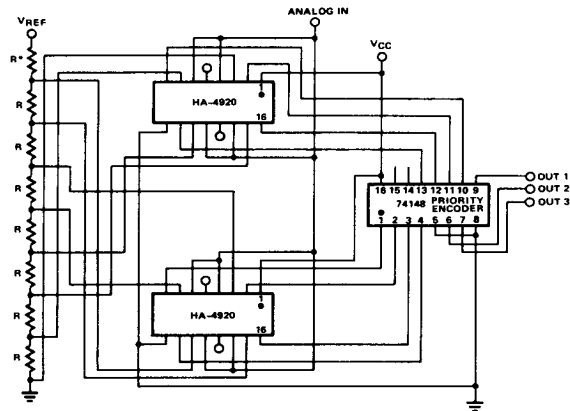 ANALOG IN
VREF
VCC
R*
R
R
R
R
R
R
R
HA-4920
1
16
HA-4920
1
16
16 15 14 13 12 11 10 9
74148 PRIORITY ENCODER
1 2 3 4 5 6 7 8
OUT 1
OUT 2
OUT 3